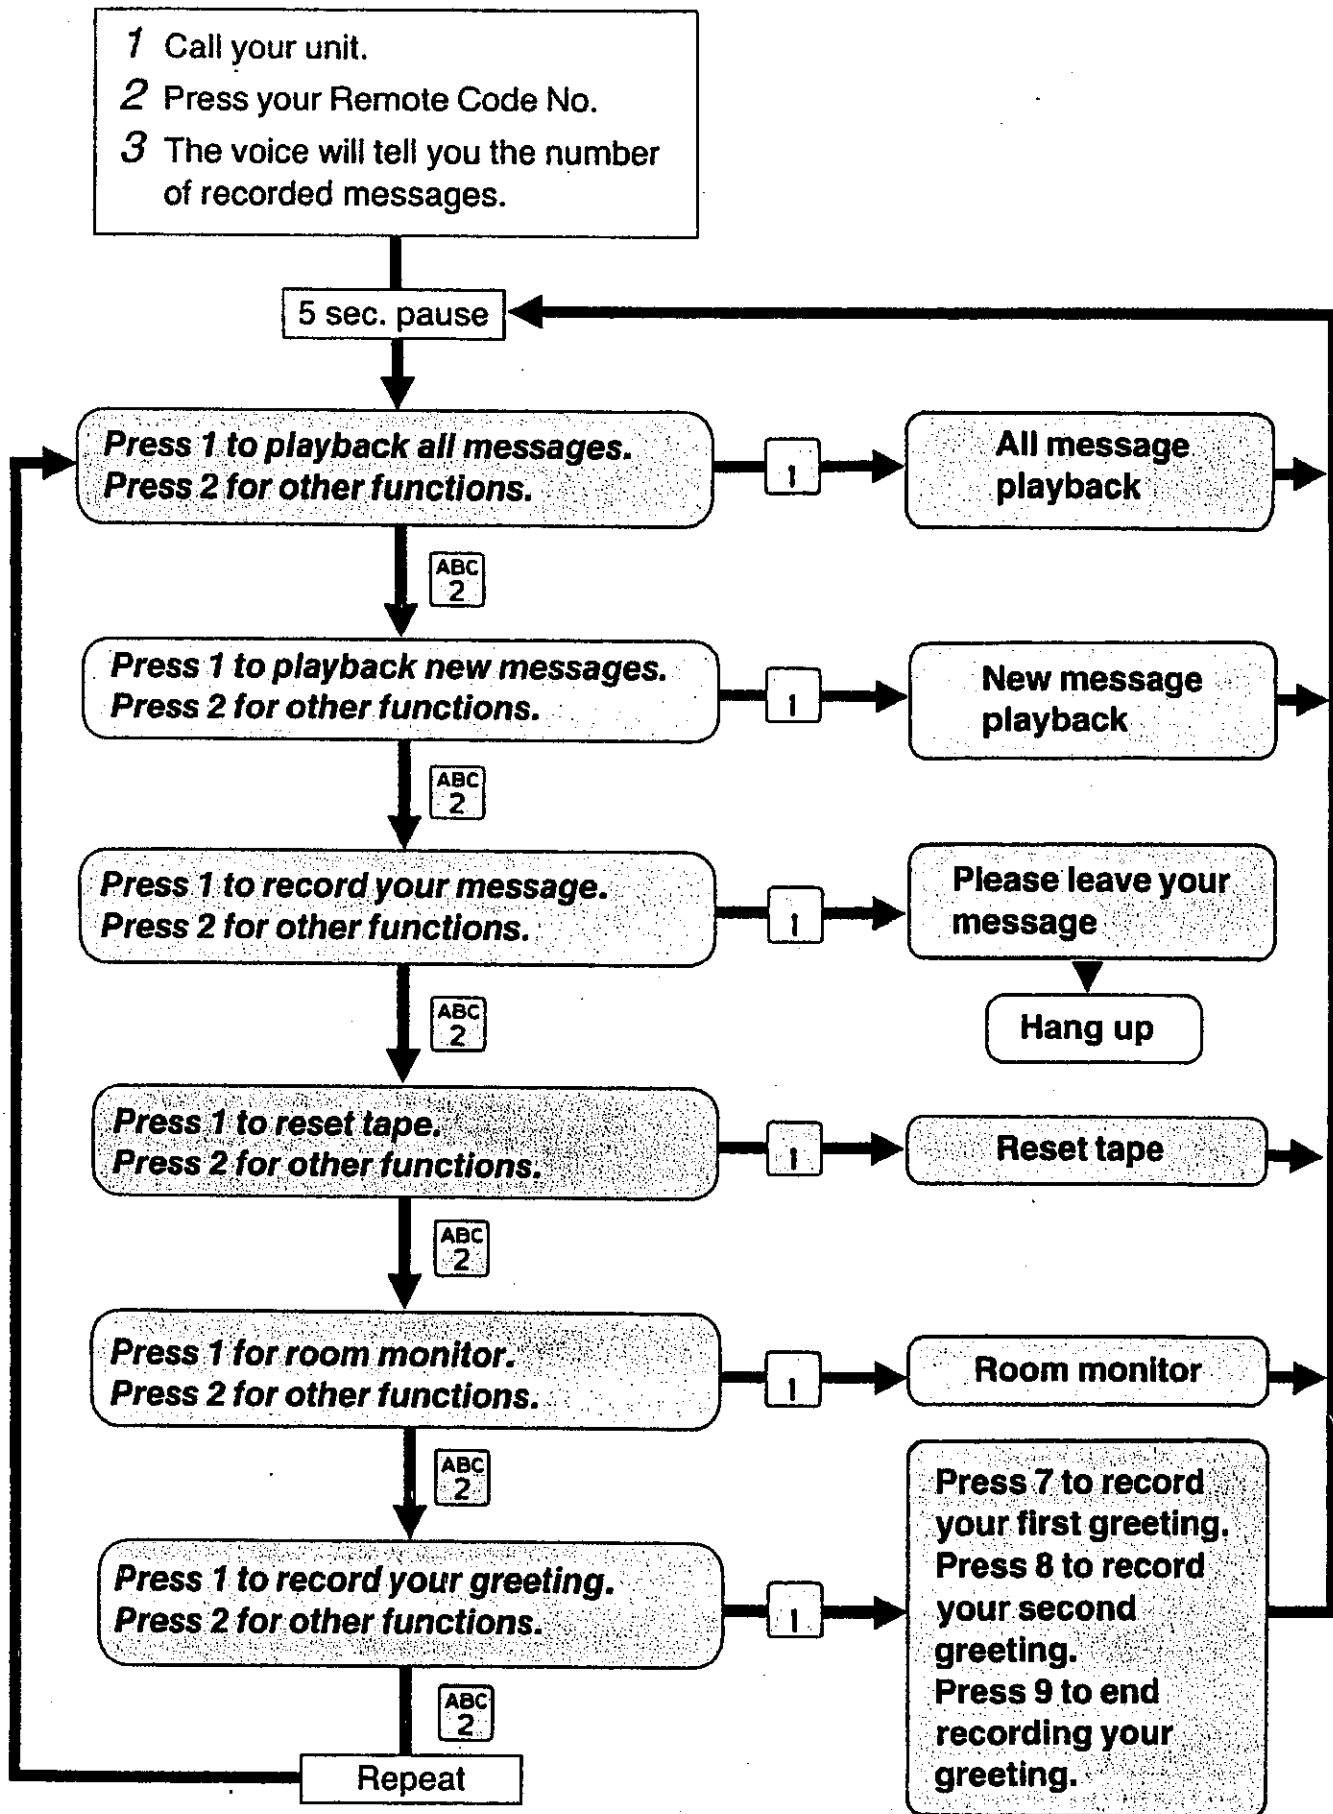 1 Call your unit.
2 Press your Remote Code No.
3 The voice will tell you the number
of recorded messages.
5 sec. pause
Press 1 to playback all messages.
Press 2 for other functions.
1
All message
playback
ABC
2
Press 1 to playback new messages.
Press 2 for other functions.
1
New message
playback
ABC
2
Press 1 to record your message.
Press 2 for other functions.
1
Please leave your
message
Hang up
ABC
2
Press 1 to reset tape.
Press 2 for other functions.
1
Reset tape
ABC
2
Press 1 for room monitor.
Press 2 for other functions.
1
Room monitor
ABC
2
Press 1 to record your greeting.
Press 2 for other functions.
1
Press 7 to record
your first greeting.
Press 8 to record
your second
greeting.
Press 9 to end
recording your
greeting.
ABC
2
Repeat